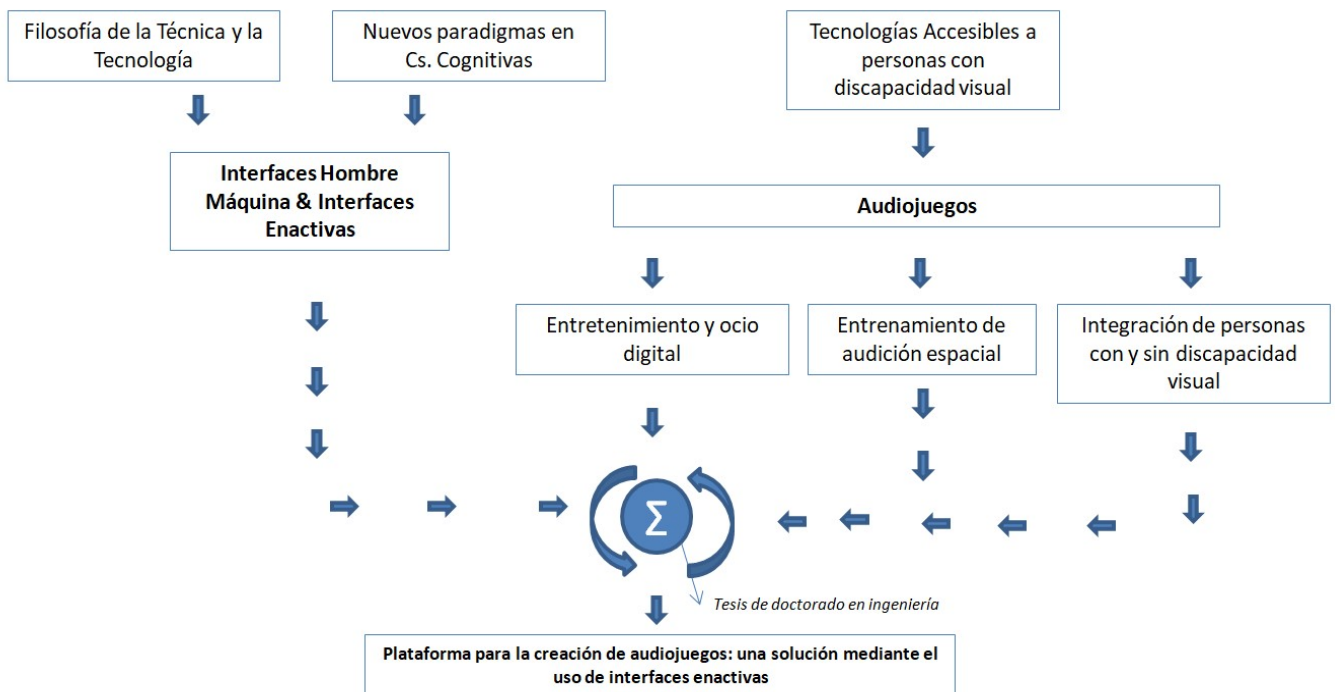 Filosofía de la Técnica y la
Tecnología
Nuevos paradigmas en
Cs. Cognitivas
Tecnologías Accesibles a
personas con
discapacidad visual
Interfaces Hombre
Máquina & Interfaces
Enactivas
Audiojuegos
Entretenimiento y ocio
digital
Entrenamiento de
audición espacial
Integración de personas
con y sin discapacidad
visual
Σ
Tesis de doctorado en ingeniería
Plataforma para la creación de audiojuegos: una solución mediante el
uso de interfaces enactivas